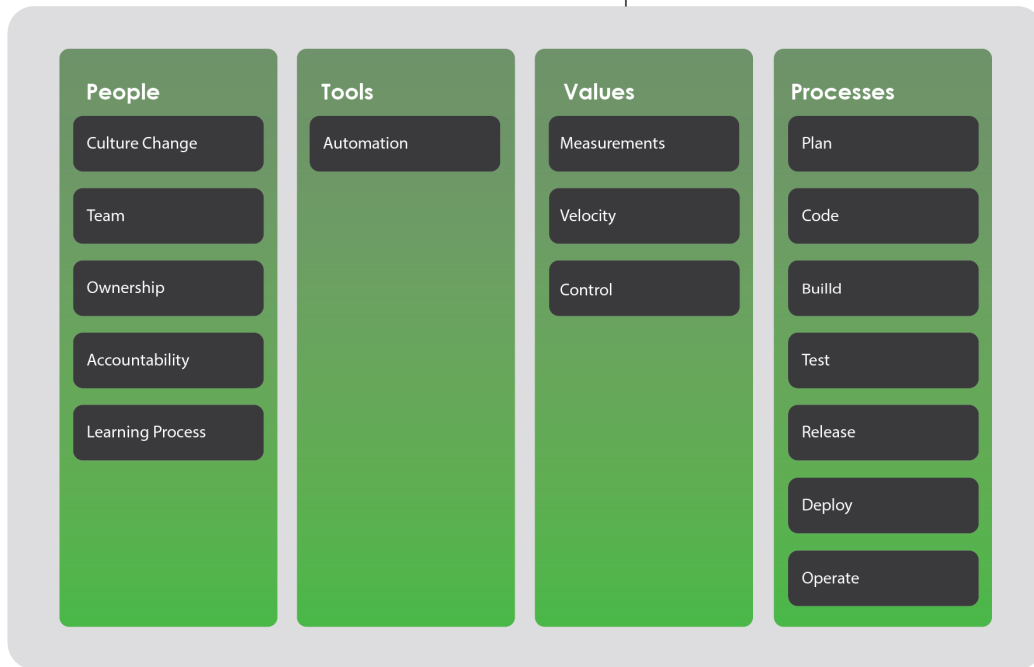 People
Culture Change
Team
Ownership
Accountability
Learning Process
Tools
Automation
Values
Measurements
Velocity
Control
Processes
Plan
Code
Builld
Test
Release
Deploy
Operate